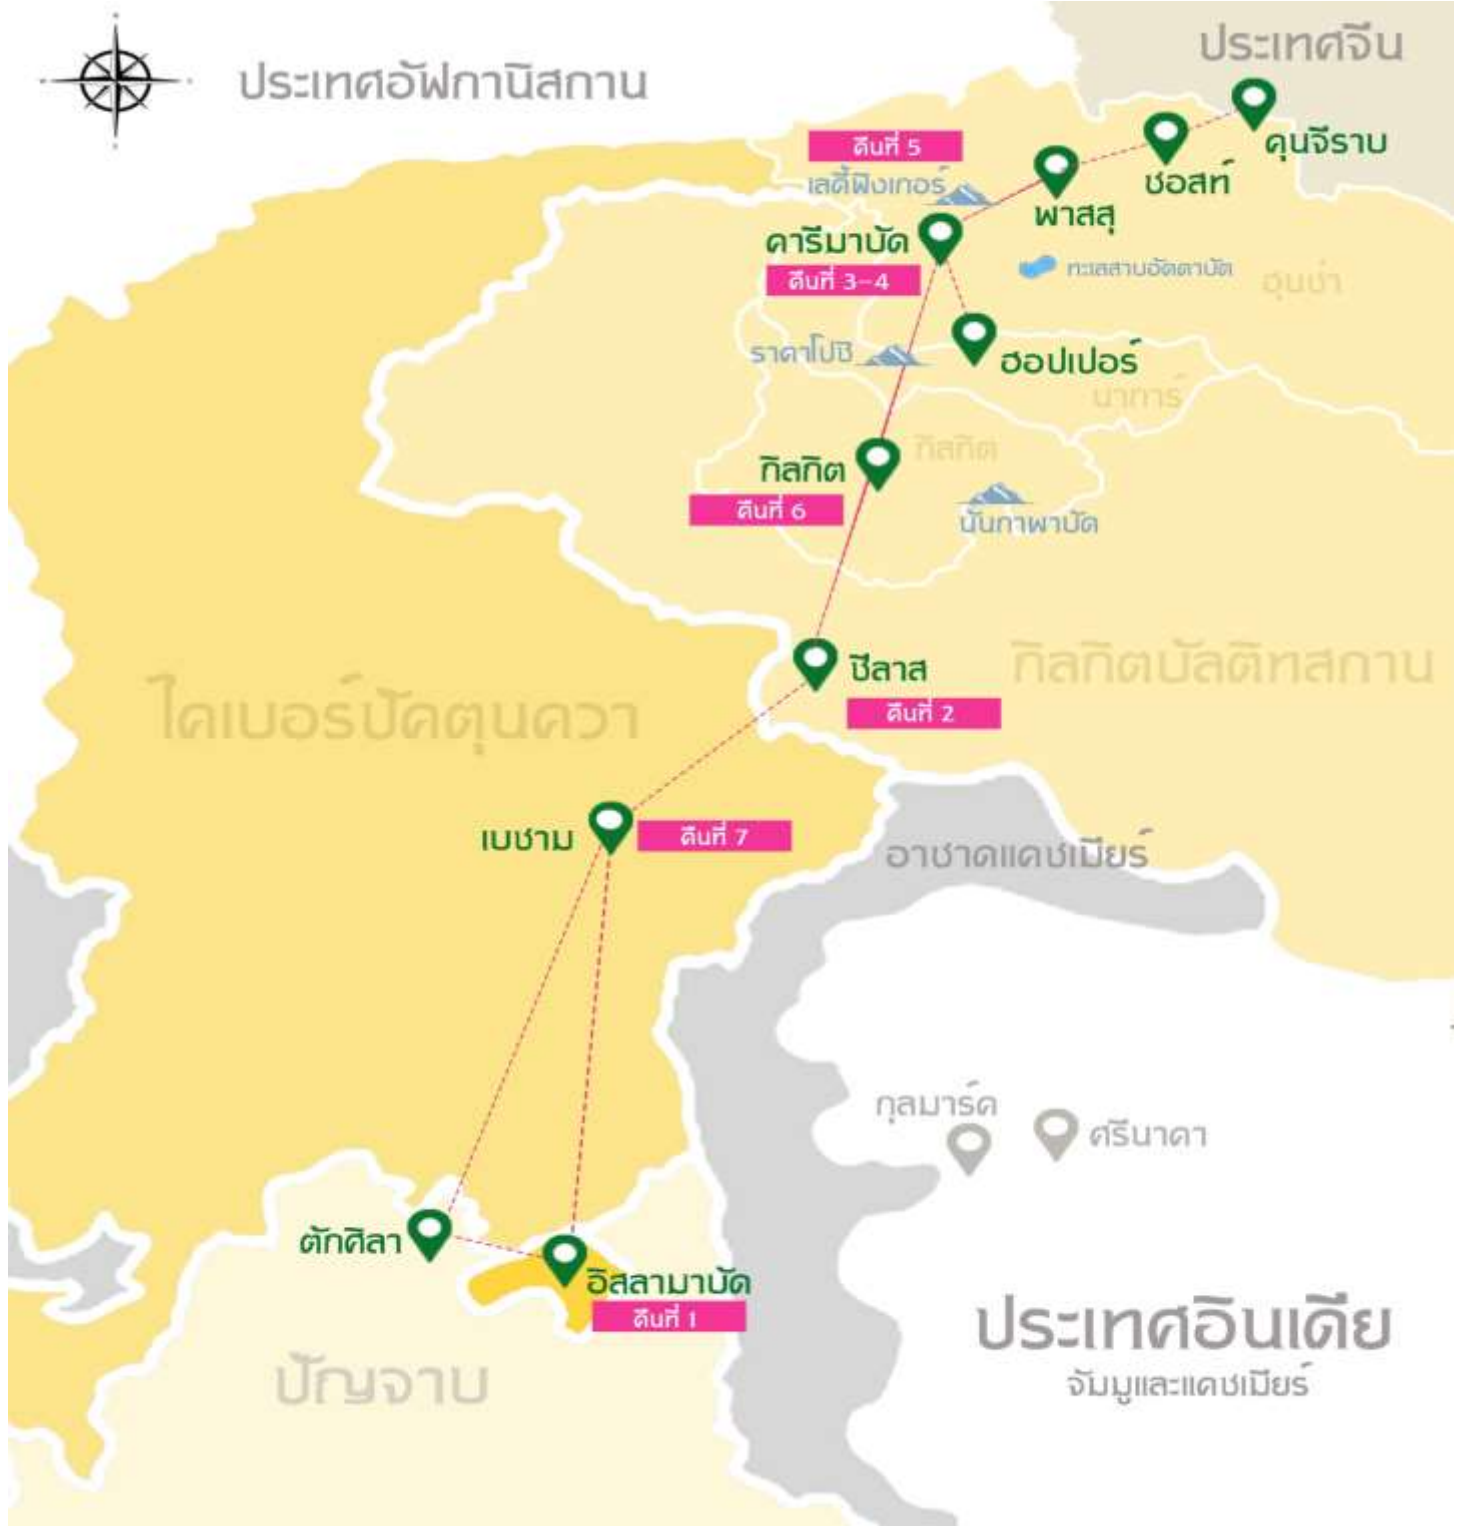 ประเทศจีน
ประเทศอัฟกานิสถาน
คุนจีราบ
คืนที่ 5
ซอสท์
เลดี้ฟิงเกอร์
พาสสุ
คารีมาบัด
ทะเลสาบอัตตาบัด
คืนที่ 3-4
ฮุนซ่า
ราคาโปชิ
ฮอปเปอร์
นาการ์
กิลกิต
กิลกิต
คืนที่ 6
นันกาพาบัด
ชีลาส
กิลกิตบัลติทสถาน
ไคเบอร์ปัคตุนควา
คืนที่ 2
เบชาม
คืนที่ 7
อาซาดแคชเมียร์
กุลมาร์ค
ศรีนาคา
ตักศิลา
อิสลามาบัด
คืนที่ 1
ประเทศอินเดีย
จัมมูและแคชเมียร์
ปัญจาบ